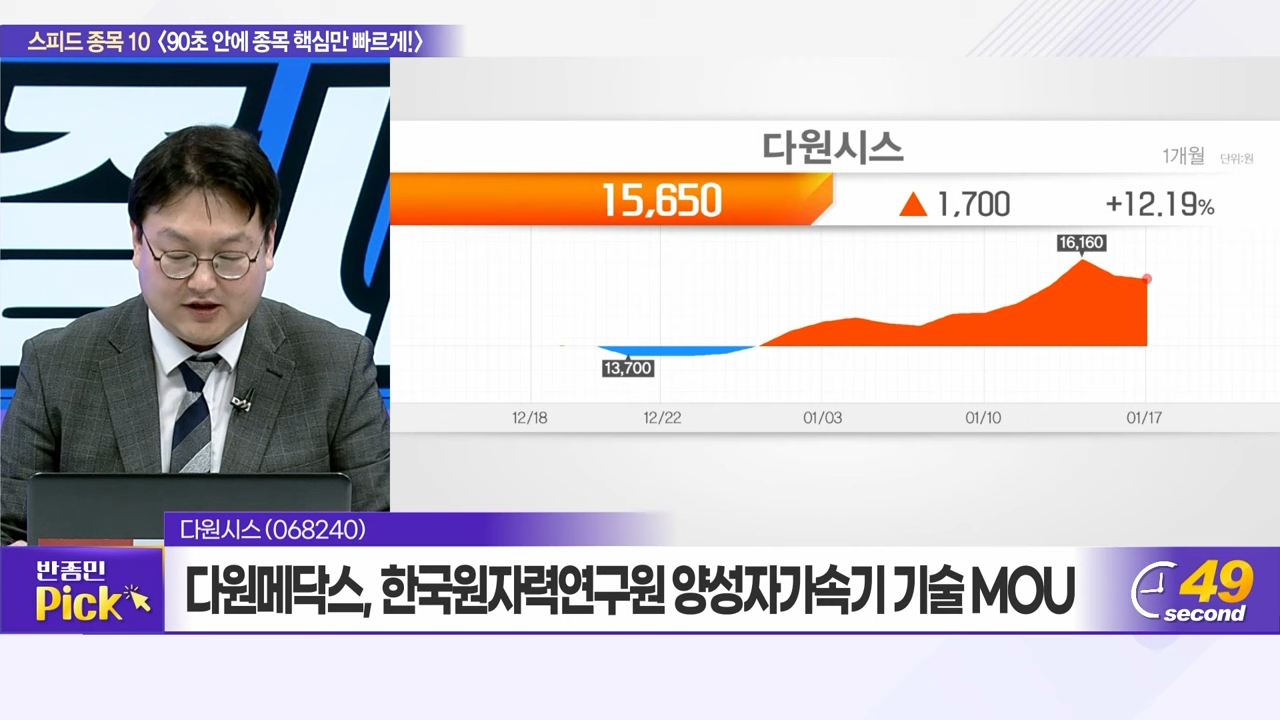 스피드 종목 10 〈90초 안에 종목 핵심만 빠르게!〉
다원시스
1개월 단위:원
15,650 ▲ 1,700 +12.19%
16,160
13,700
12/18 12/22 01/03 01/10 01/17
다원시스(068240)
반종민
Pick
다원메닥스, 한국원자력연구원 양성자가속기 기술 MOU
49
second